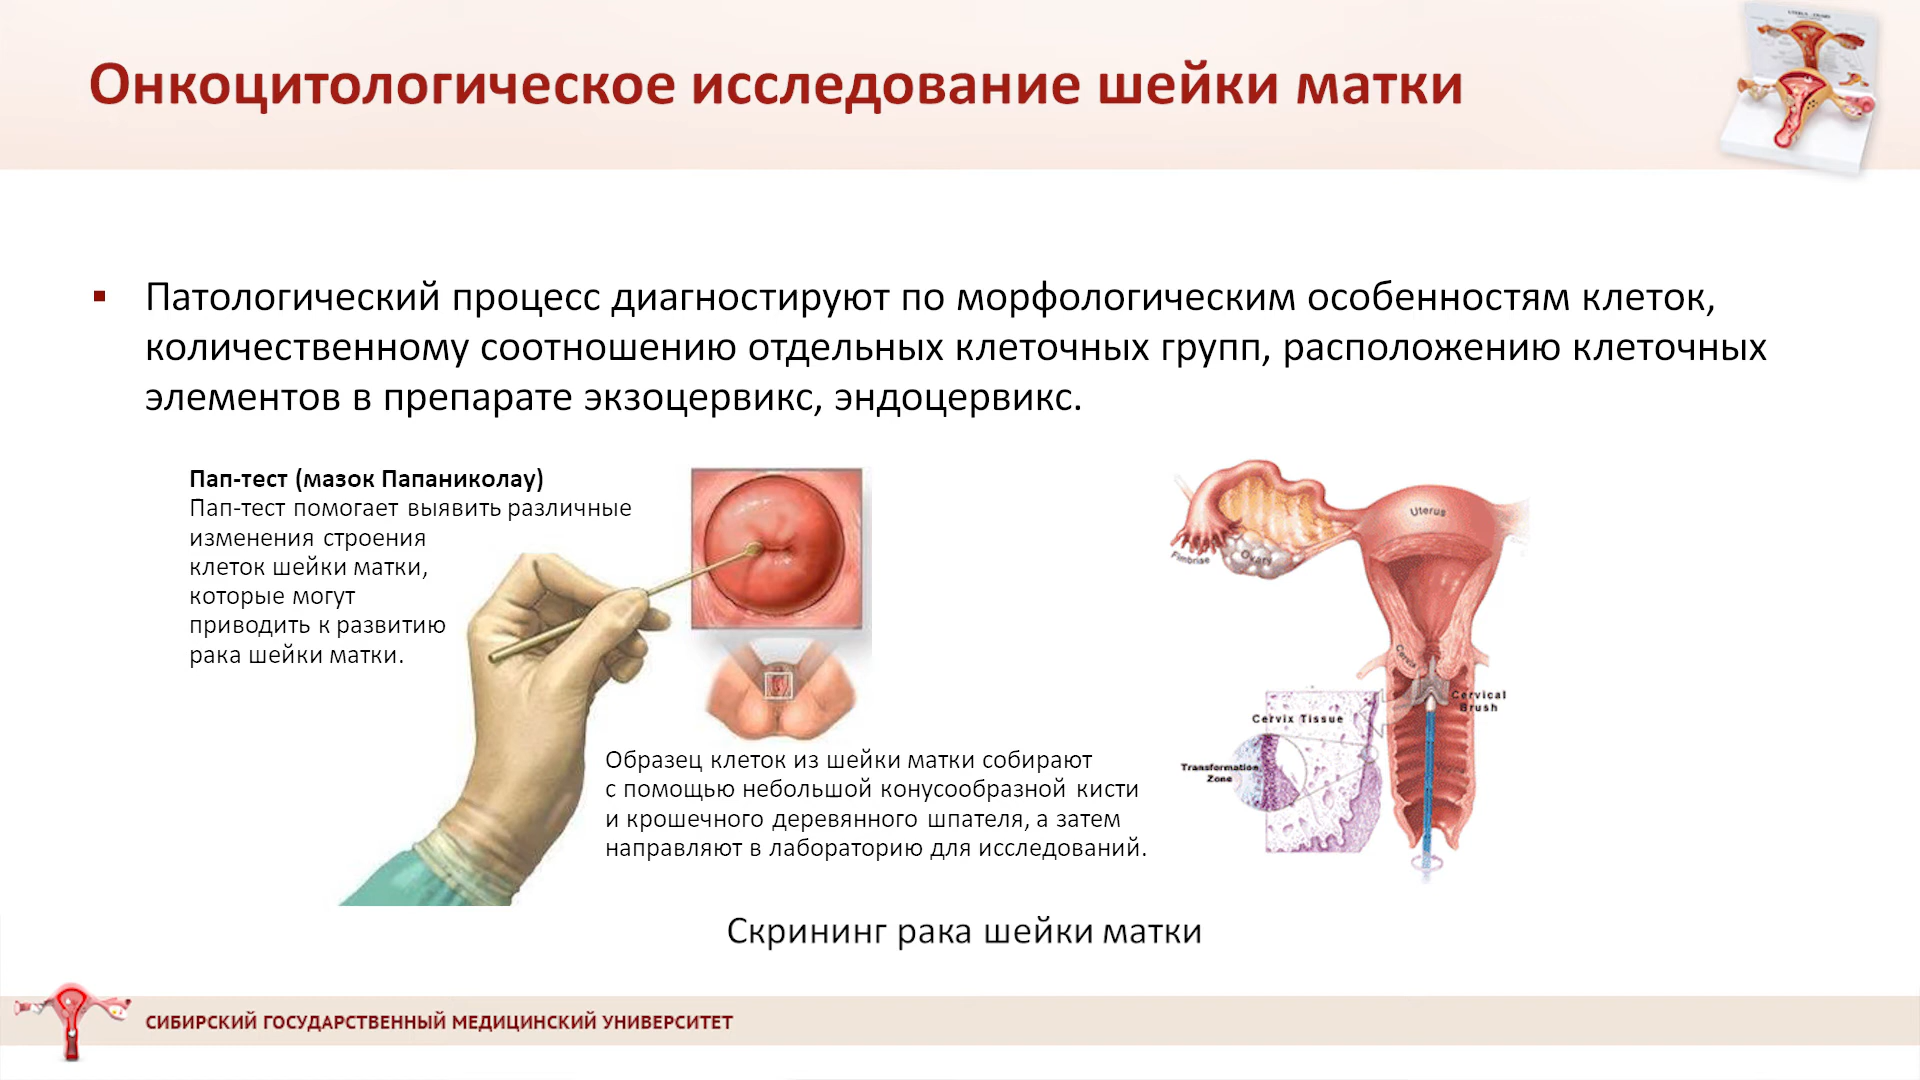 Онкоцитологическое исследование шейки матки
▪ Патологический процесс диагностируют по морфологическим особенностям клеток,
количественному соотношению отдельных клеточных групп, расположению клеточных
элементов в препарате экзоцервикс, эндоцервикс.
Пап-тест (мазок Папаниколау)
Пап-тест помогает выявить различные
изменения строения
клеток шейки матки,
которые могут
приводить к развитию
рака шейки матки.
Образец клеток из шейки матки собирают
с помощью небольшой конусообразной кисти
и крошечного деревянного шпателя, а затем
направляют в лабораторию для исследований.
Uterus
Fimbriae
Ovary
Cervix
Cervical
Brush
Cervix Tissue
Transformation
Zone
Скрининг рака шейки матки
СИБИРСКИЙ ГОСУДАРСТВЕННЫЙ МЕДИЦИНСКИЙ УНИВЕРСИТЕТ